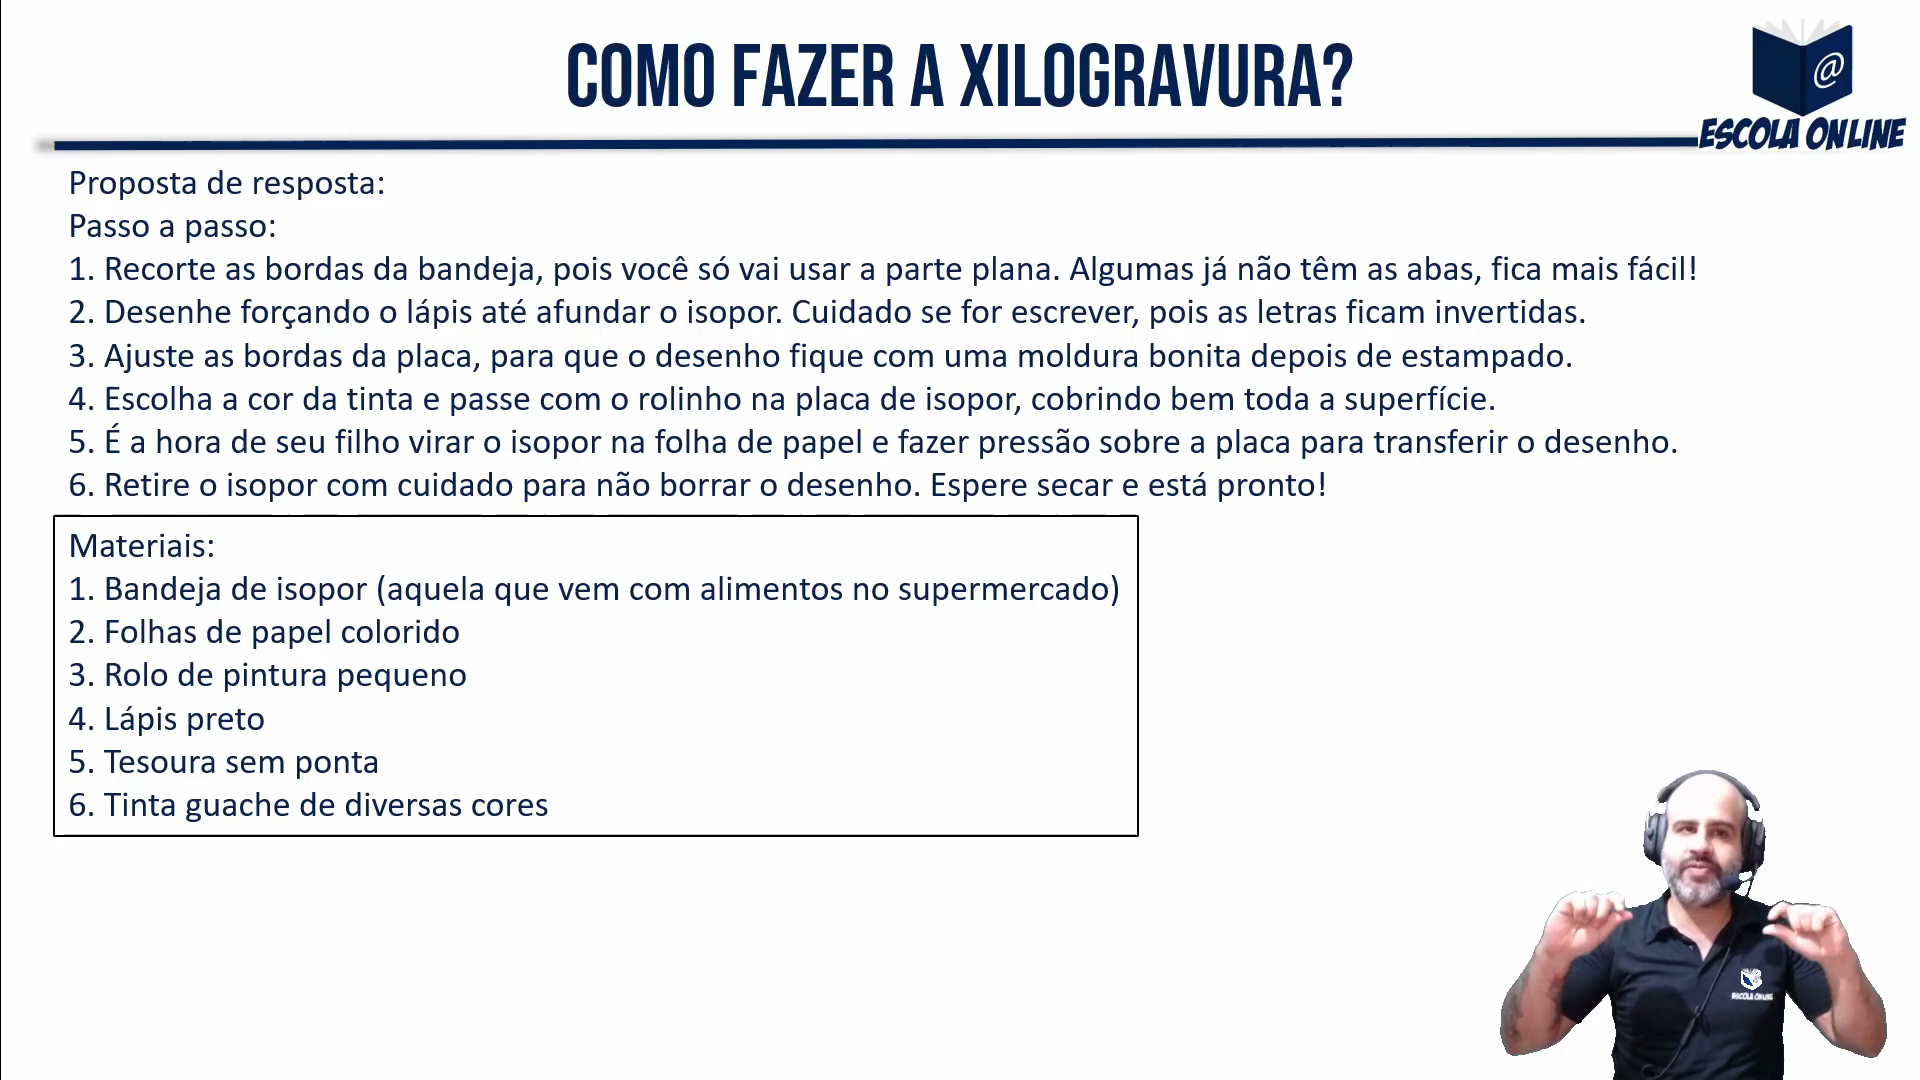 COMO FAZER A XILOGRAVURA?
@
ESCOLA ONLINE
Proposta de resposta:
Passo a passo:
1. Recorte as bordas da bandeja, pois você só vai usar a parte plana. Algumas já não têm as abas, fica mais fácil!
2. Desenhe forçando o lápis até afundar o isopor. Cuidado se for escrever, pois as letras ficam invertidas.
3. Ajuste as bordas da placa, para que o desenho fique com uma moldura bonita depois de estampado.
4. Escolha a cor da tinta e passe com o rolinho na placa de isopor, cobrindo bem toda a superfície.
5. É a hora de seu filho virar o isopor na folha de papel e fazer pressão sobre a placa para transferir o desenho.
6. Retire o isopor com cuidado para não borrar o desenho. Espere secar e está pronto!
Materiais:
1. Bandeja de isopor (aquela que vem com alimentos no supermercado)
2. Folhas de papel colorido
3. Rolo de pintura pequeno
4. Lápis preto
5. Tesoura sem ponta
6. Tinta guache de diversas cores
ESCOLA ONLINE